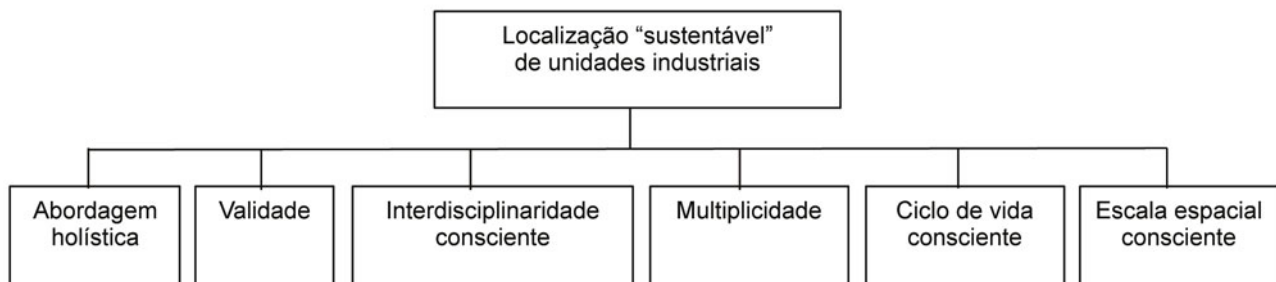 Localização “sustentável”
de unidades industriais
Abordagem
holística
Validade
Interdisciplinaridade
consciente
Multiplicidade
Ciclo de vida
consciente
Escala espacial
consciente